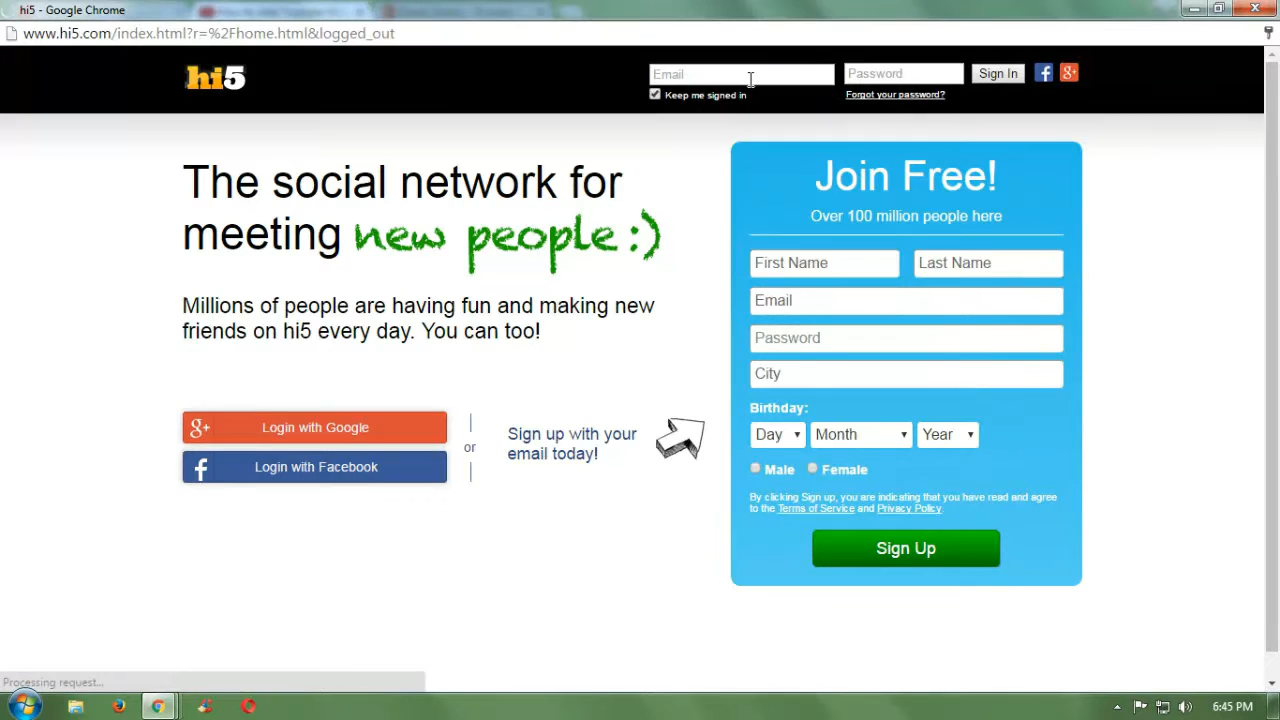 hi5 - Google Chrome
www.hi5.com/index.html?r=%2Fhome.html&logged_out
hi5
Email
Password
Sign In
Keep me signed in
Forgot your password?
The social network for
meeting new people :)
Millions of people are having fun and making new
friends on hi5 every day. You can too!
Login with Google
Login with Facebook
or
Sign up with your
email today!
Join Free!
Over 100 million people here
First Name
Last Name
Email
Password
City
Birthday:
Day
Month
Year
Male
Female
By clicking Sign up, you are indicating that you have read and agree
to the Terms of Service and Privacy Policy.
Sign Up
Processing request...
6:45 PM